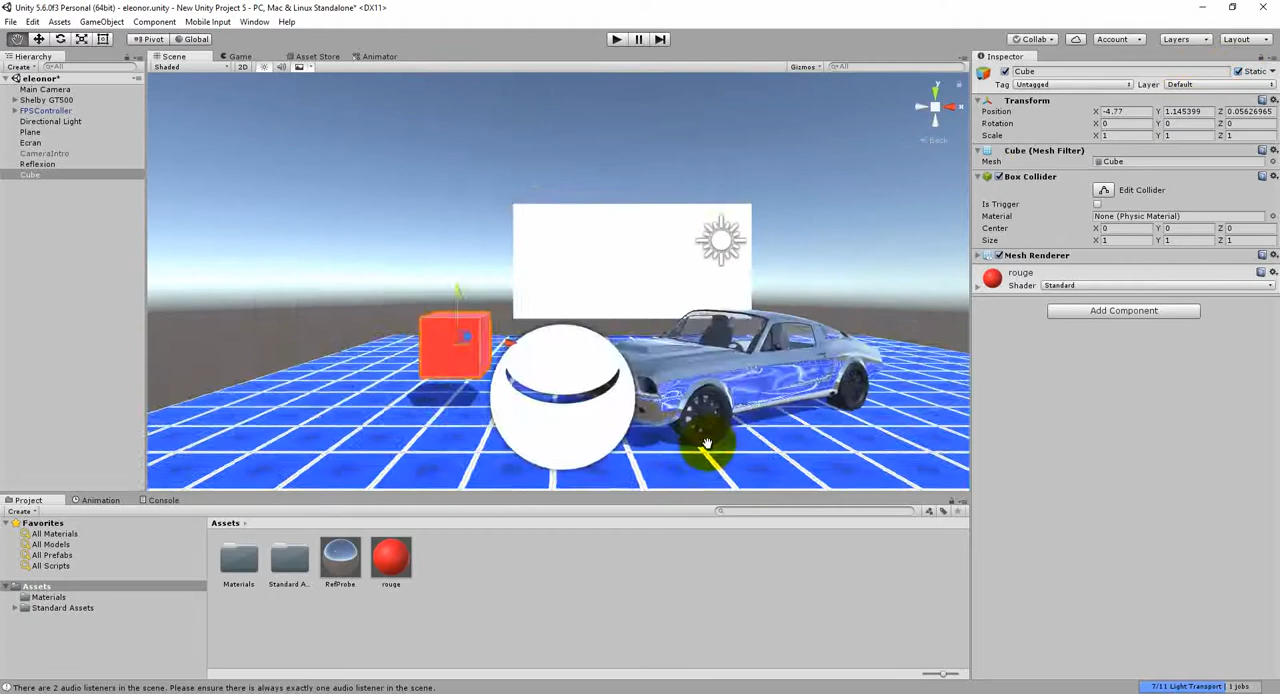 Unity 5.6.0f3 Personal (64bit) - eleonor.unity - New Unity Project 5 - PC, Mac & Linux Standalone* <DX11>
File Edit Assets GameObject Component Mobile Input Window Help
Pivot Global Collab Account Layers Layout
Hierarchy
Create All
eleonor*
Main Camera
Shelby GT500
FPSController
Directional Light
Plane
Ecran
CameraIntro
Reflexion
Cube
Scene Game Asset Store Animator
Shaded 2D Gizmos All
Back
Inspector
Cube Static
Tag Untagged Layer Default
Transform
Position X -4.77 Y 1.145399 Z 0.05626965
Rotation X 0 Y 0 Z 0
Scale X 1 Y 1 Z 1
Cube (Mesh Filter)
Mesh Cube
Box Collider
Edit Collider
Is Trigger
Material None (Physic Material)
Center X 0 Y 0 Z 0
Size X 1 Y 1 Z 1
Mesh Renderer
rouge
Shader Standard
Add Component
Project Animation Console
Create
Favorites
All Materials
All Models
All Prefabs
All Scripts
Assets
Materials
Standard Assets
Assets
Materials Standard A... RefProbe rouge
There are 2 audio listeners in the scene. Please ensure there is always exactly one audio listener in the scene.
7/11 Light Transport | 1 jobs